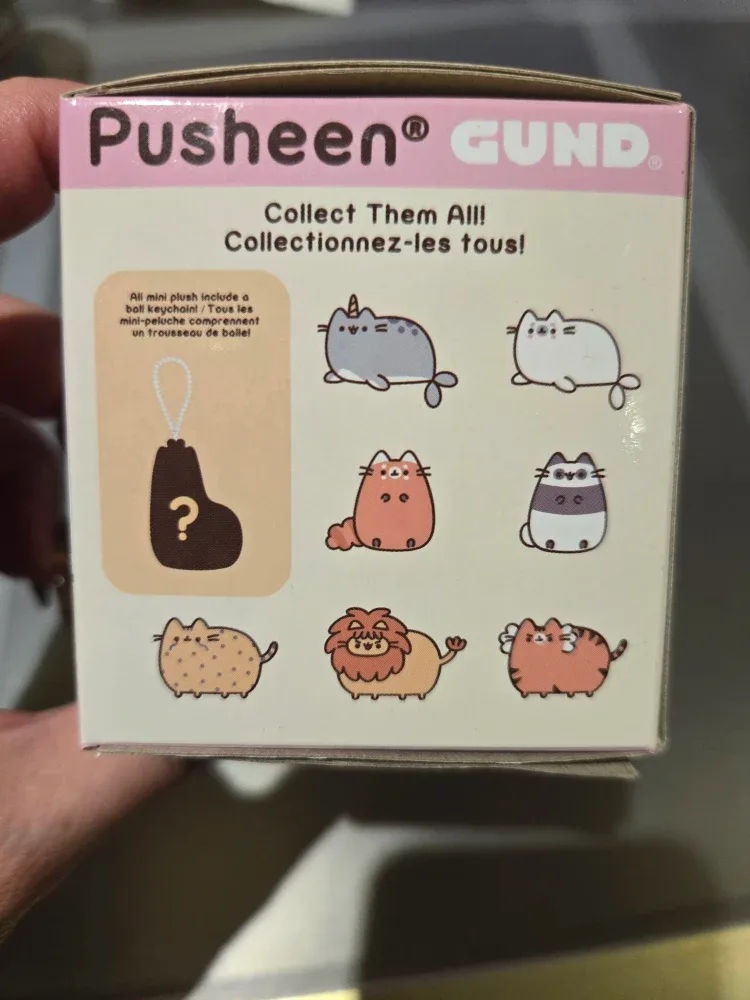 Pusheen® GUND®
Collect Them All!
Collectionnez-les tous!
All mini plush include a
ball keychain! / Tous les
mini-peluche comprennent
un trousseau de balle!
?